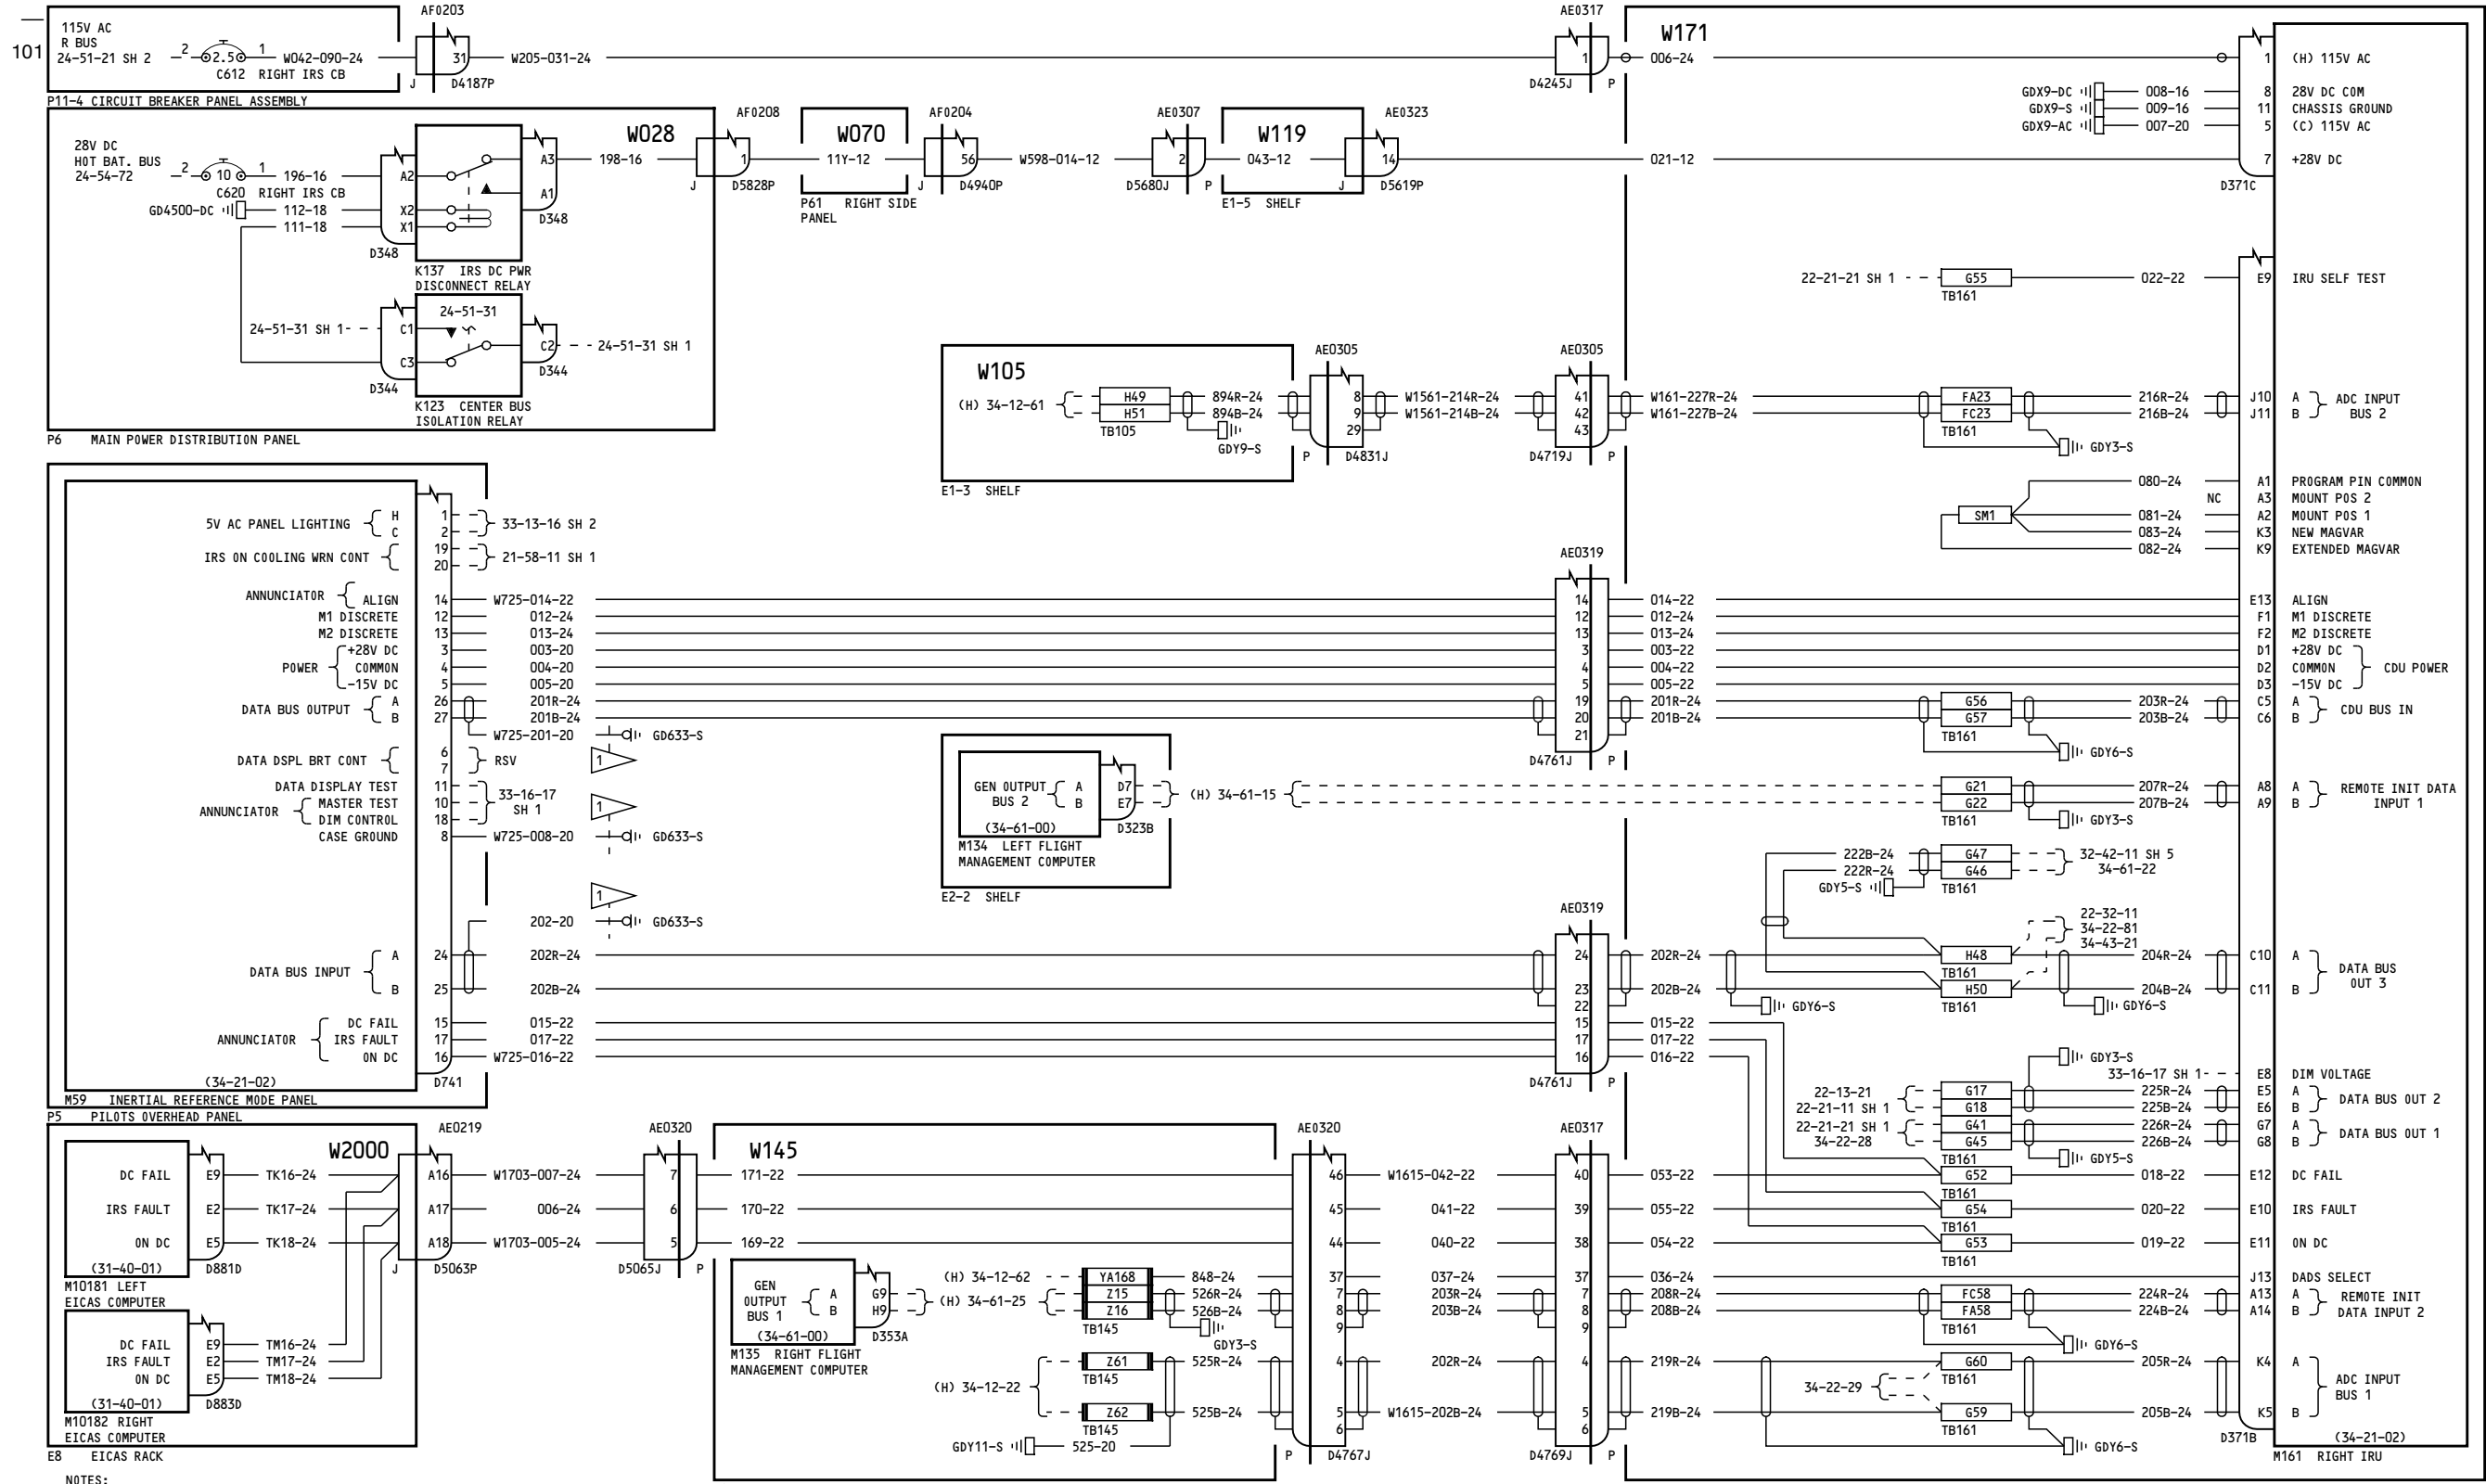 101
115V AC
R BUS
24-51-21 SH 2
2 2.5 1
W042-090-24
C612 RIGHT IRS CB
P11-4 CIRCUIT BREAKER PANEL ASSEMBLY
AF0203
31
J D4187P
W205-031-24
AE0317
1
D4245J P
W171
006-24
1 (H) 115V AC
GDX9-DC 008-16 8 28V DC COM
GDX9-S 009-16 11 CHASSIS GROUND
GDX9-AC 007-20 5 (C) 115V AC
021-12 7 +28V DC
D371C
28V DC
HOT BAT. BUS
24-54-72
2 10 1
196-16
C620 RIGHT IRS CB
GD4500-DC 112-18
111-18
A2
X2
X1
D348
A3
A1
D348
K137 IRS DC PWR
DISCONNECT RELAY
W028
198-16
AF0208
1
J D5828P
W070
11Y-12
P61 RIGHT SIDE
PANEL
AF0204
56
J D4940P
W598-014-12
AE0307
2
D5680J P
W119
043-12
E1-5 SHELF
AE0323
14
J D5619P
24-51-31
24-51-31 SH 1
C1
C3
D344
C2
24-51-31 SH 1
D344
K123 CENTER BUS
ISOLATION RELAY
P6 MAIN POWER DISTRIBUTION PANEL
22-21-21 SH 1 G55 022-22 E9 IRU SELF TEST
TB161
W105
(H) 34-12-61
H49 894R-24
H51 894B-24
TB105
GDY9-S
E1-3 SHELF
AE0305
8 W1561-214R-24
9 W1561-214B-24
29
P D4831J
AE0305
41 W161-227R-24
42 W161-227B-24
43
D4719J P
FA23 216R-24 J10 A
FC23 216B-24 J11 B
ADC INPUT
BUS 2
TB161
GDY3-S
080-24 A1 PROGRAM PIN COMMON
NC A3 MOUNT POS 2
SM1 081-24 A2 MOUNT POS 1
083-24 K3 NEW MAGVAR
082-24 K9 EXTENDED MAGVAR
5V AC PANEL LIGHTING H 1
C 2
33-13-16 SH 2
IRS ON COOLING WRN CONT 19
20
21-58-11 SH 1
AE0319
ANNUNCIATOR ALIGN 14 W725-014-22 14 014-22 E13 ALIGN
M1 DISCRETE 12 012-24 12 012-24 F1 M1 DISCRETE
M2 DISCRETE 13 013-24 13 013-24 F2 M2 DISCRETE
+28V DC 3 003-20 3 003-22 D1 +28V DC
POWER COMMON 4 004-20 4 004-22 D2 COMMON CDU POWER
-15V DC 5 005-20 5 005-22 D3 -15V DC
DATA BUS OUTPUT A 26 201R-24 19 201R-24 G56 203R-24 C5 A
B 27 201B-24 20 201B-24 G57 203B-24 C6 B
CDU BUS IN
W725-201-20 GD633-S
21
D4761J P
TB161
GDY6-S
DATA DSPL BRT CONT 6
7
RSV
1
DATA DISPLAY TEST 11
ANNUNCIATOR MASTER TEST 10
DIM CONTROL 18
33-16-17
SH 1
1
CASE GROUND 8 W725-008-20 GD633-S
GEN OUTPUT
BUS 2
A D7
B E7
(34-61-00)
D323B
M134 LEFT FLIGHT
MANAGEMENT COMPUTER
E2-2 SHELF
(H) 34-61-15
G21 207R-24 A8 A
G22 207B-24 A9 B
REMOTE INIT DATA
INPUT 1
TB161
GDY3-S
222B-24 G47
222R-24 G46
32-42-11 SH 5
34-61-22
GDY5-S TB161
1
202-20 GD633-S
AE0319
22-32-11
34-22-81
34-43-21
DATA BUS INPUT
A 24 202R-24 24 202R-24 H48 204R-24 C10 A
TB161
B 25 202B-24 23 202B-24 H50 204B-24 C11 B
DATA BUS
OUT 3
22
GDY6-S TB161 GDY6-S
ANNUNCIATOR
DC FAIL 15 015-22 15 015-22
IRS FAULT 17 017-22 17 017-22
ON DC 16 W725-016-22 16 016-22
(34-21-02)
D741
D4761J P
M59 INERTIAL REFERENCE MODE PANEL
P5 PILOTS OVERHEAD PANEL
GDY3-S
33-16-17 SH 1 E8 DIM VOLTAGE
22-13-21
22-21-11 SH 1
G17 225R-24 E5 A
G18 225B-24 E6 B
DATA BUS OUT 2
22-21-21 SH 1
34-22-28
G41 226R-24 G7 A
G45 226B-24 G8 B
DATA BUS OUT 1
TB161 GDY5-S
W2000
AE0219
AE0320
W145
AE0320
AE0317
DC FAIL E9 TK16-24 A16 W1703-007-24 7 171-22 46 W1615-042-22 40 053-22 G52 018-22 E12 DC FAIL
TB161
IRS FAULT E2 TK17-24 A17 006-24 6 170-22 45 041-22 39 055-22 G54 020-22 E10 IRS FAULT
TB161
ON DC E5 TK18-24 A18 W1703-005-24 5 169-22 44 040-22 38 054-22 G53 019-22 E11 ON DC
TB161
(31-40-01)
D881D
J D5063P
D5065J P
M10181 LEFT
EICAS COMPUTER
DC FAIL E9 TM16-24
IRS FAULT E2 TM17-24
ON DC E5 TM18-24
(31-40-01)
D883D
M10182 RIGHT
EICAS COMPUTER
E8 EICAS RACK
GEN
OUTPUT
BUS 1
A G9
B H9
(34-61-00)
D353A
M135 RIGHT FLIGHT
MANAGEMENT COMPUTER
(H) 34-12-62 YA168 848-24 37 037-24 37 036-24 J13 DADS SELECT
(H) 34-61-25
Z15 526R-24 7 203R-24 7 208R-24 FC58 224R-24 A13 A
Z16 526B-24 8 203B-24 8 208B-24 FA58 224B-24 A14 B
REMOTE INIT
DATA INPUT 2
TB145
GDY3-S
9
9
TB161
GDY6-S
(H) 34-12-22
Z61 525R-24 4 202R-24 4 219R-24 G60 205R-24 K4 A
TB145
TB161
34-22-29
ADC INPUT
BUS 1
Z62 525B-24 5 W1615-202B-24 5 219B-24 G59 205B-24 K5 B
TB145
6
6
TB161
GDY11-S 525-20
GDY6-S
P D4767J
D4769J P
D371B
(34-21-02)
M161 RIGHT IRU
NOTES: